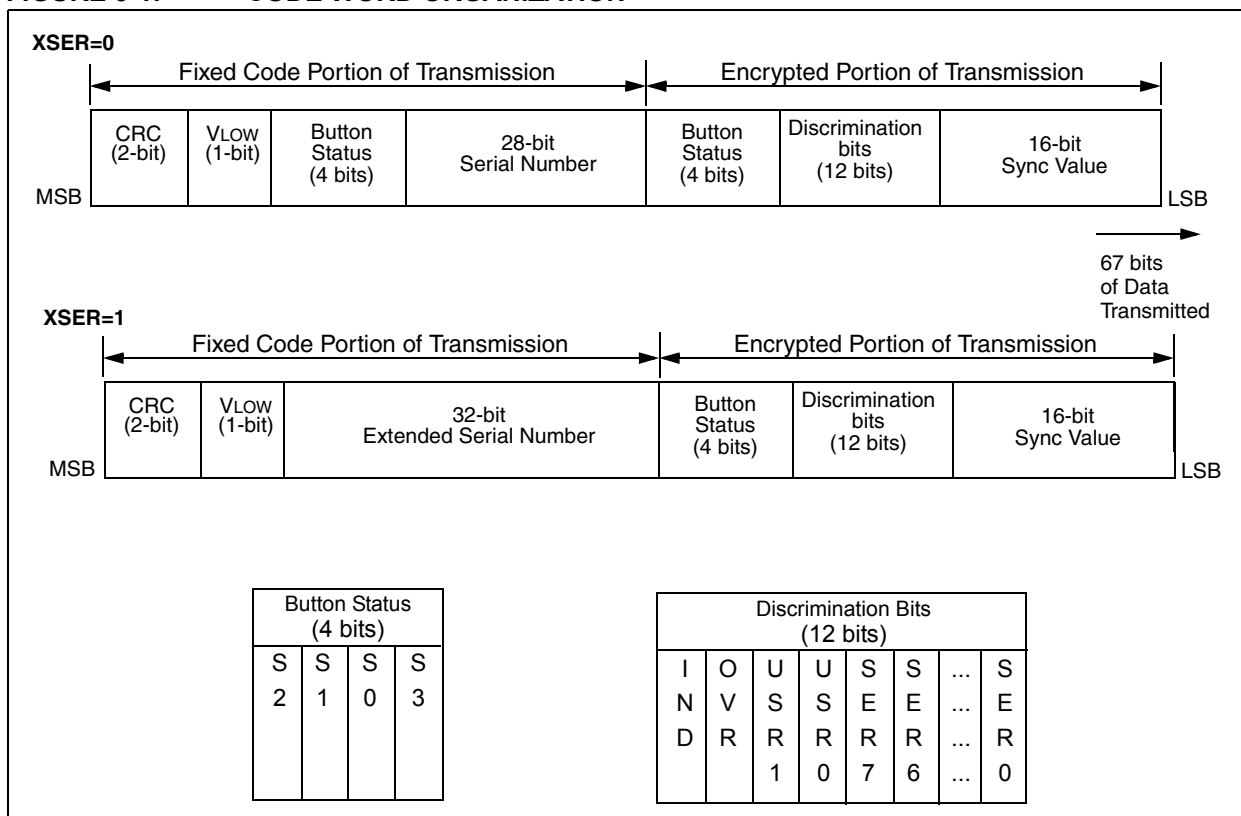 XSER=0
Fixed Code Portion of Transmission
Encrypted Portion of Transmission
CRC
(2-bit)
VLOW
(1-bit)
Button
Status
(4 bits)
28-bit
Serial Number
Button
Status
(4 bits)
Discrimination
bits
(12 bits)
16-bit
Sync Value
MSB
LSB
67 bits
of Data
Transmitted
XSER=1
Fixed Code Portion of Transmission
Encrypted Portion of Transmission
CRC
(2-bit)
VLOW
(1-bit)
32-bit
Extended Serial Number
Button
Status
(4 bits)
Discrimination
bits
(12 bits)
16-bit
Sync Value
MSB
LSB
Button Status
(4 bits)
S S S S
2 1 0 3
Discrimination Bits
(12 bits)
I O U U S S ... S
N V S S E E ... E
D R R R R R ... R
1 0 7 6 ... 0